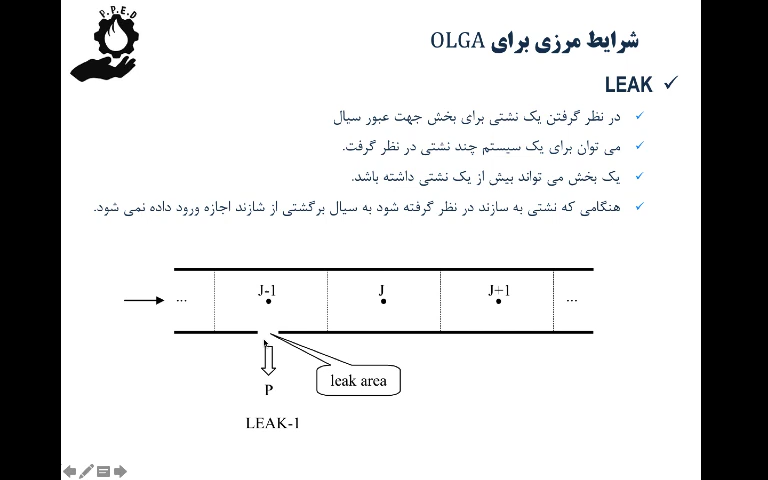 P.P.E.D
شرایط مرزی برای OLGA
LEAK
در نظر گرفتن یک نشتی برای بخش جهت عبور سیال
می توان برای یک سیستم چند نشتی در نظر گرفت.
یک بخش می تواند بیش از یک نشتی داشته باشد.
هنگامی که نشتی به سازند در نظر گرفته شود به سیال برگشتی از شازند اجازه ورود داده نمی شود.
... J-1 J J+1 ...
leak area
P
LEAK-1